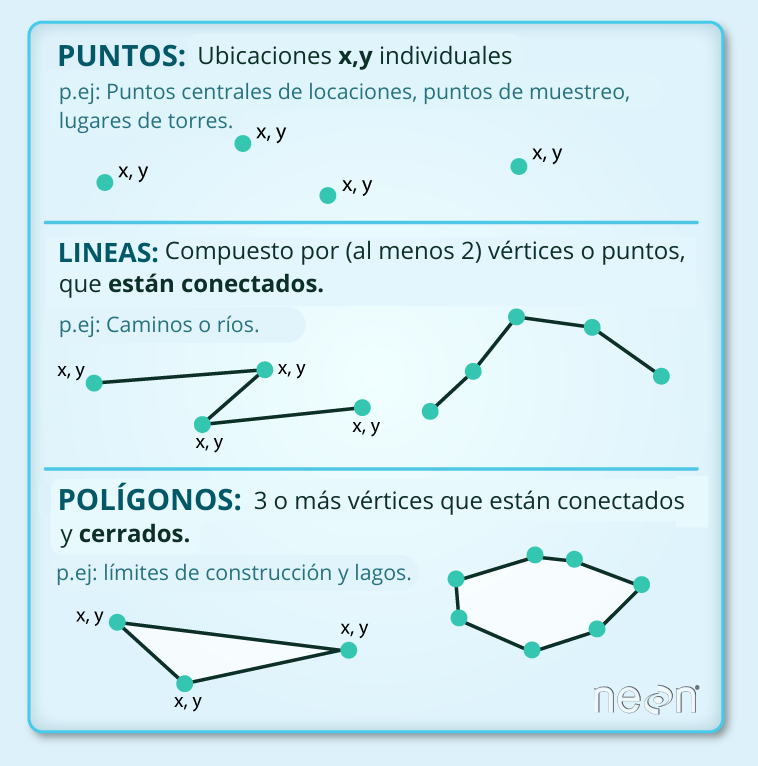 PUNTOS: Ubicaciones x,y individuales
p.ej: Puntos centrales de locaciones, puntos de muestreo,
lugares de torres.
x, y
x, y
x, y
x, y
LINEAS: Compuesto por (al menos 2) vértices o puntos,
que están conectados.
p.ej: Caminos o ríos.
x, y
x, y
x, y
x, y
POLÍGONOS: 3 o más vértices que están conectados
y cerrados.
p.ej: límites de construcción y lagos.
x, y
x, y
x, y
neon®